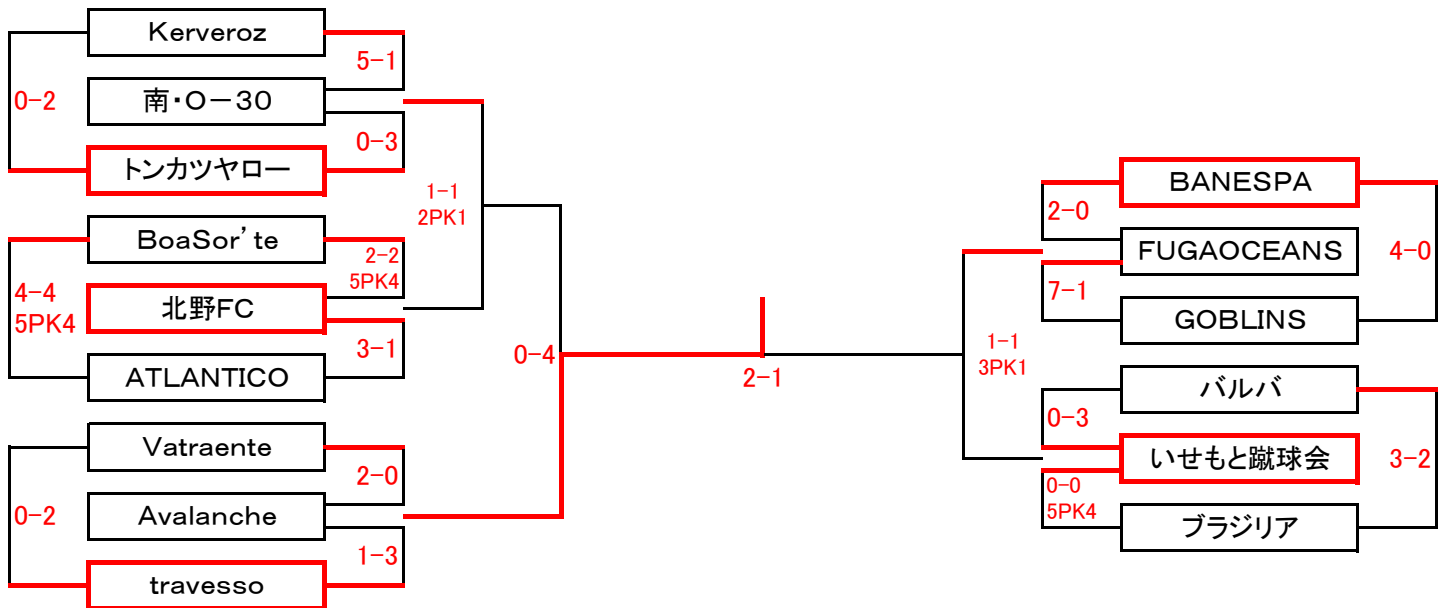 Kerveroz
5-1
0-2
南・O-30
0-3
トンカツヤロー
1-1
2PK1
BoaSor'te
2-2
5PK4
4-4
5PK4
北野FC
3-1
ATLANTICO
0-4
Vatraente
2-0
0-2
Avalanche
1-3
travesso
2-1
BANESPA
2-0
FUGAOCEANS
4-0
7-1
GOBLINS
1-1
3PK1
バルバ
0-3
いせもと蹴球会
3-2
0-0
5PK4
ブラジリア